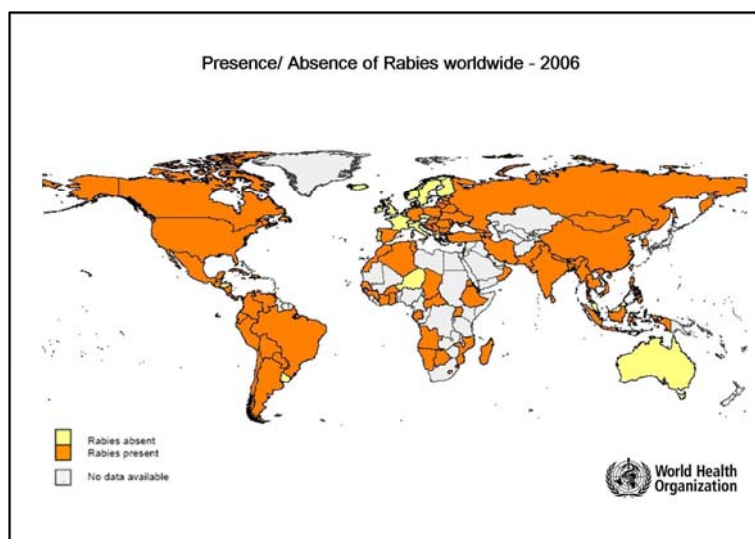 Presence/ Absence of Rabies worldwide - 2006
Rabies absent
Rabies present
No data available
World Health
Organization